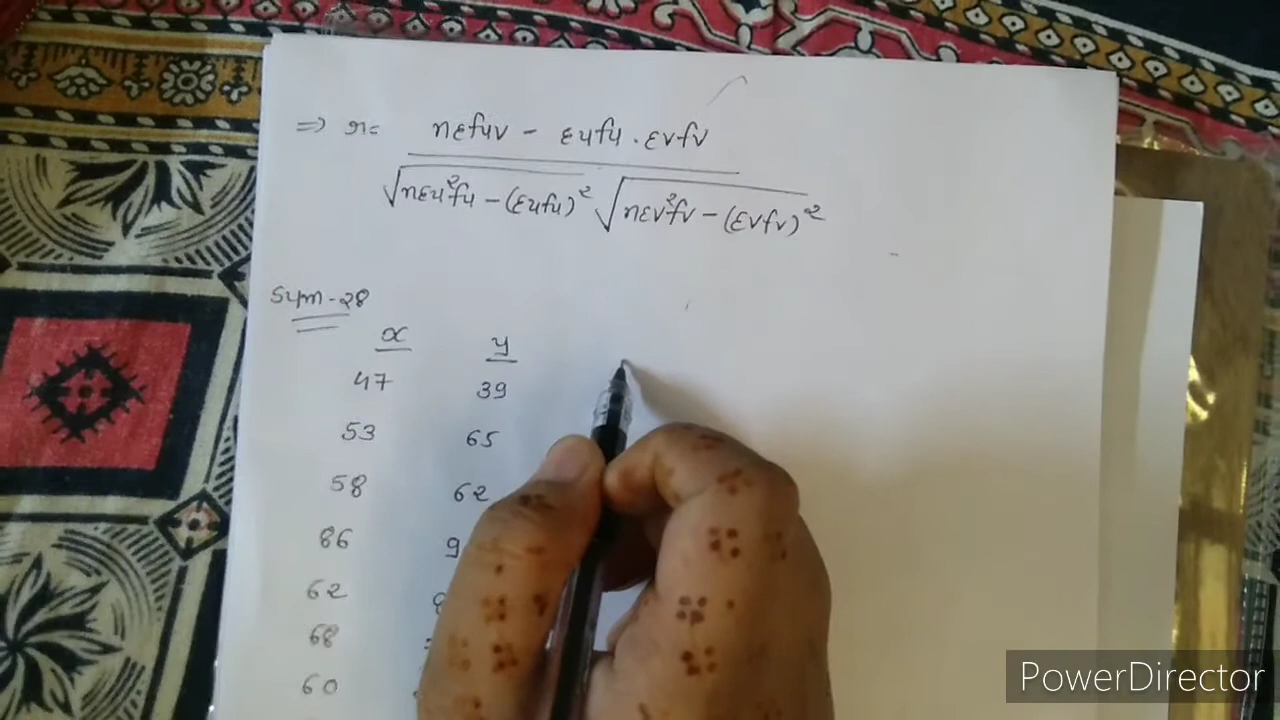 ⇒ r = nΣfuv - Σufu . Σvfv
√nΣu²fu - (Σufu)² √nΣv²fv - (Σvfv)²
Sum - 28
x y
47 39
53 65
58 62
86 9
62
68
60
PowerDirector